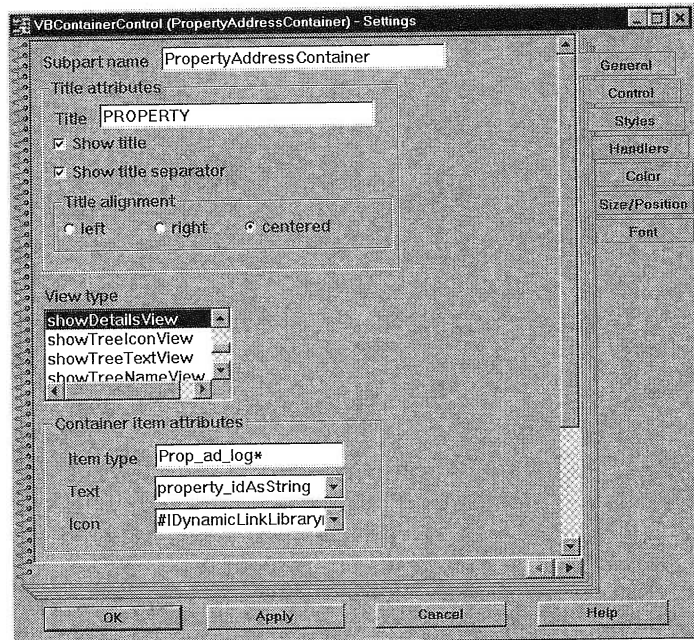 VBContainerControl (PropertyAddressContainer) - Settings
Subpart name PropertyAddressContainer
General
Title attributes
Control
Title PROPERTY
Styles
Show title
Handlers
Show title separator
Color
Title alignment
Size/Position
left right centered
Font
View type
showDetailsView
showTreeIconView
showTreeTextView
showTreeNameView
Container item attributes
Item type Prop_ad_log*
Text property_idAsString
Icon #IDynamicLinkLibrary
OK Apply Cancel Help